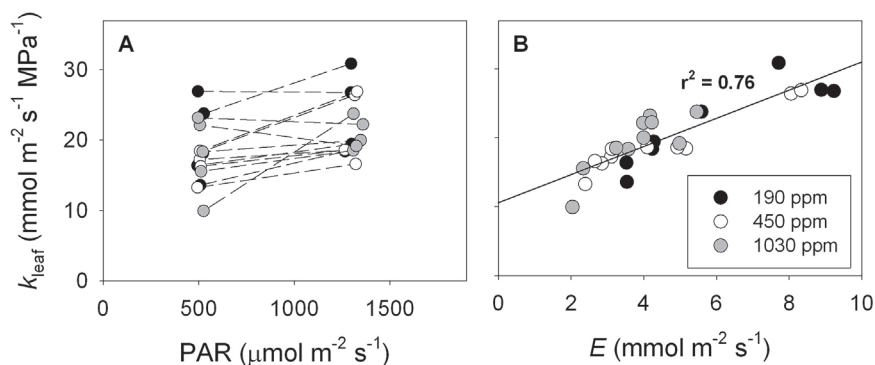 A
B
r² = 0.76
k_leaf (mmol m⁻² s⁻¹ MPa⁻¹)
30
20
10
0
0
500
1000
1500
PAR (μmol m⁻² s⁻¹)
190 ppm
450 ppm
1030 ppm
0
2
4
6
8
10
E (mmol m⁻² s⁻¹)